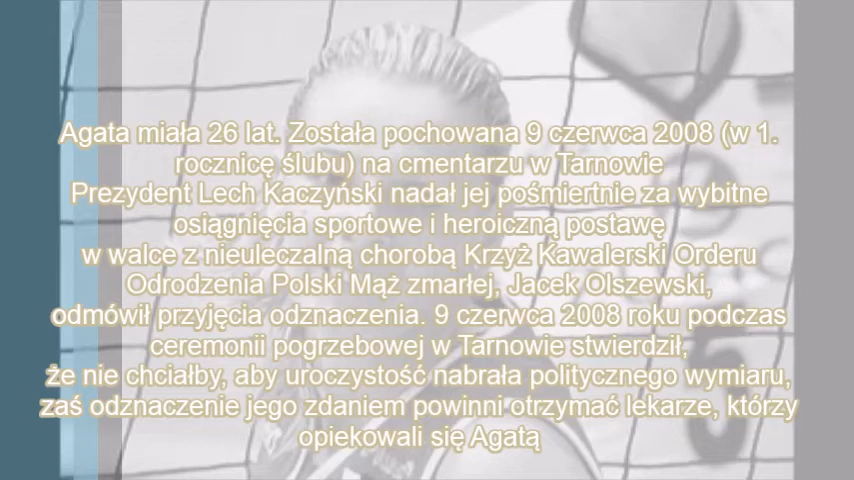 Agata miała 26 lat. Została pochowana 9 czerwca 2008 (w 1.
rocznicę ślubu) na cmentarzu w Tarnowie
Prezydent Lech Kaczyński nadał jej pośmiertnie za wybitne
osiągnięcia sportowe i heroiczną postawę
w walce z nieuleczalną chorobą Krzyż Kawalerski Orderu
Odrodzenia Polski Mąż zmarłej, Jacek Olszewski,
odmówił przyjęcia odznaczenia. 9 czerwca 2008 roku podczas
ceremonii pogrzebowej w Tarnowie stwierdził,
że nie chciałby, aby uroczystość nabrała politycznego wymiaru,
zaś odznaczenie jego zdaniem powinni otrzymać lekarze, którzy
opiekowali się Agatą